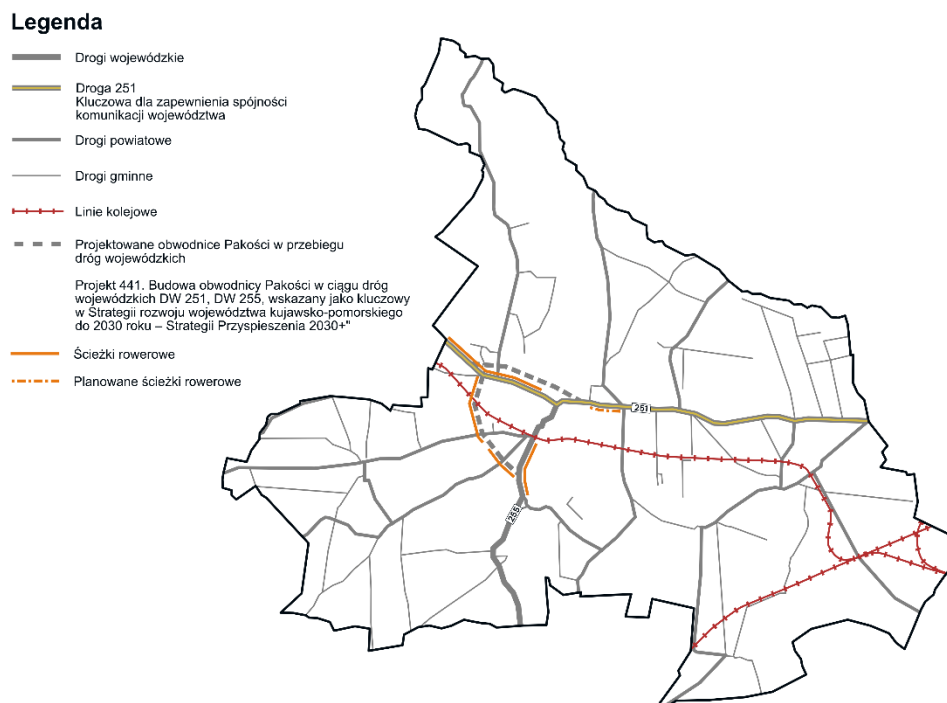 Legenda
Drogi wojewódzkie
Droga 251
Kluczowa dla zapewnienia spójności
komunikacji województwa
Drogi powiatowe
Drogi gminne
Linie kolejowe
Projektowane obwodnice Pakości w przebiegu
dróg wojewódzkich
Projekt 441. Budowa obwodnicy Pakości w ciągu dróg
wojewódzkich DW 251, DW 255, wskazany jako kluczowy
w Strategii rozwoju województwa kujawsko-pomorskiego
do 2030 roku – Strategii Przyspieszenia 2030+"
Ścieżki rowerowe
Planowane ścieżki rowerowe
251
255